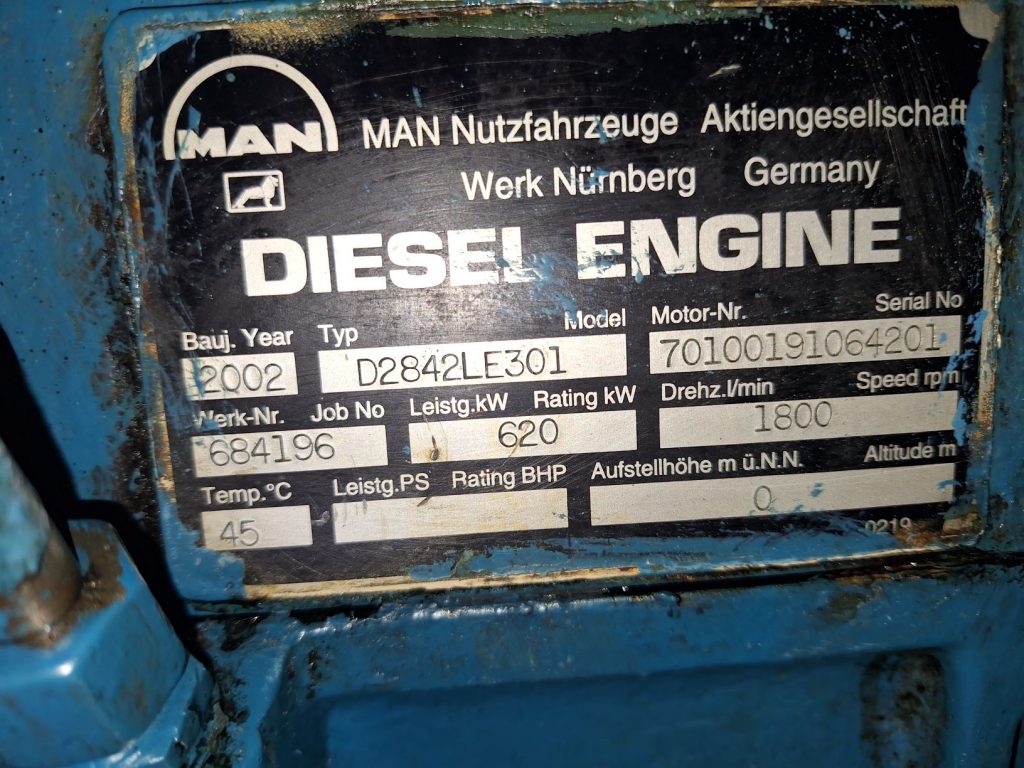 MAN
MAN Nutzfahrzeuge Aktiengesellschaft
Werk Nürnberg Germany
DIESEL ENGINE
Bauj. Year Typ Model Motor-Nr. Serial No
2002 D2842LE301 70100191064201
Werk-Nr. Job No Leistg.kW Rating kW Drehz.l/min Speed rpm
684196 620 1800
Temp.°C Leistg.PS Rating BHP Aufstellhöhe m ü.N.N. Altitude m
45 0
0219